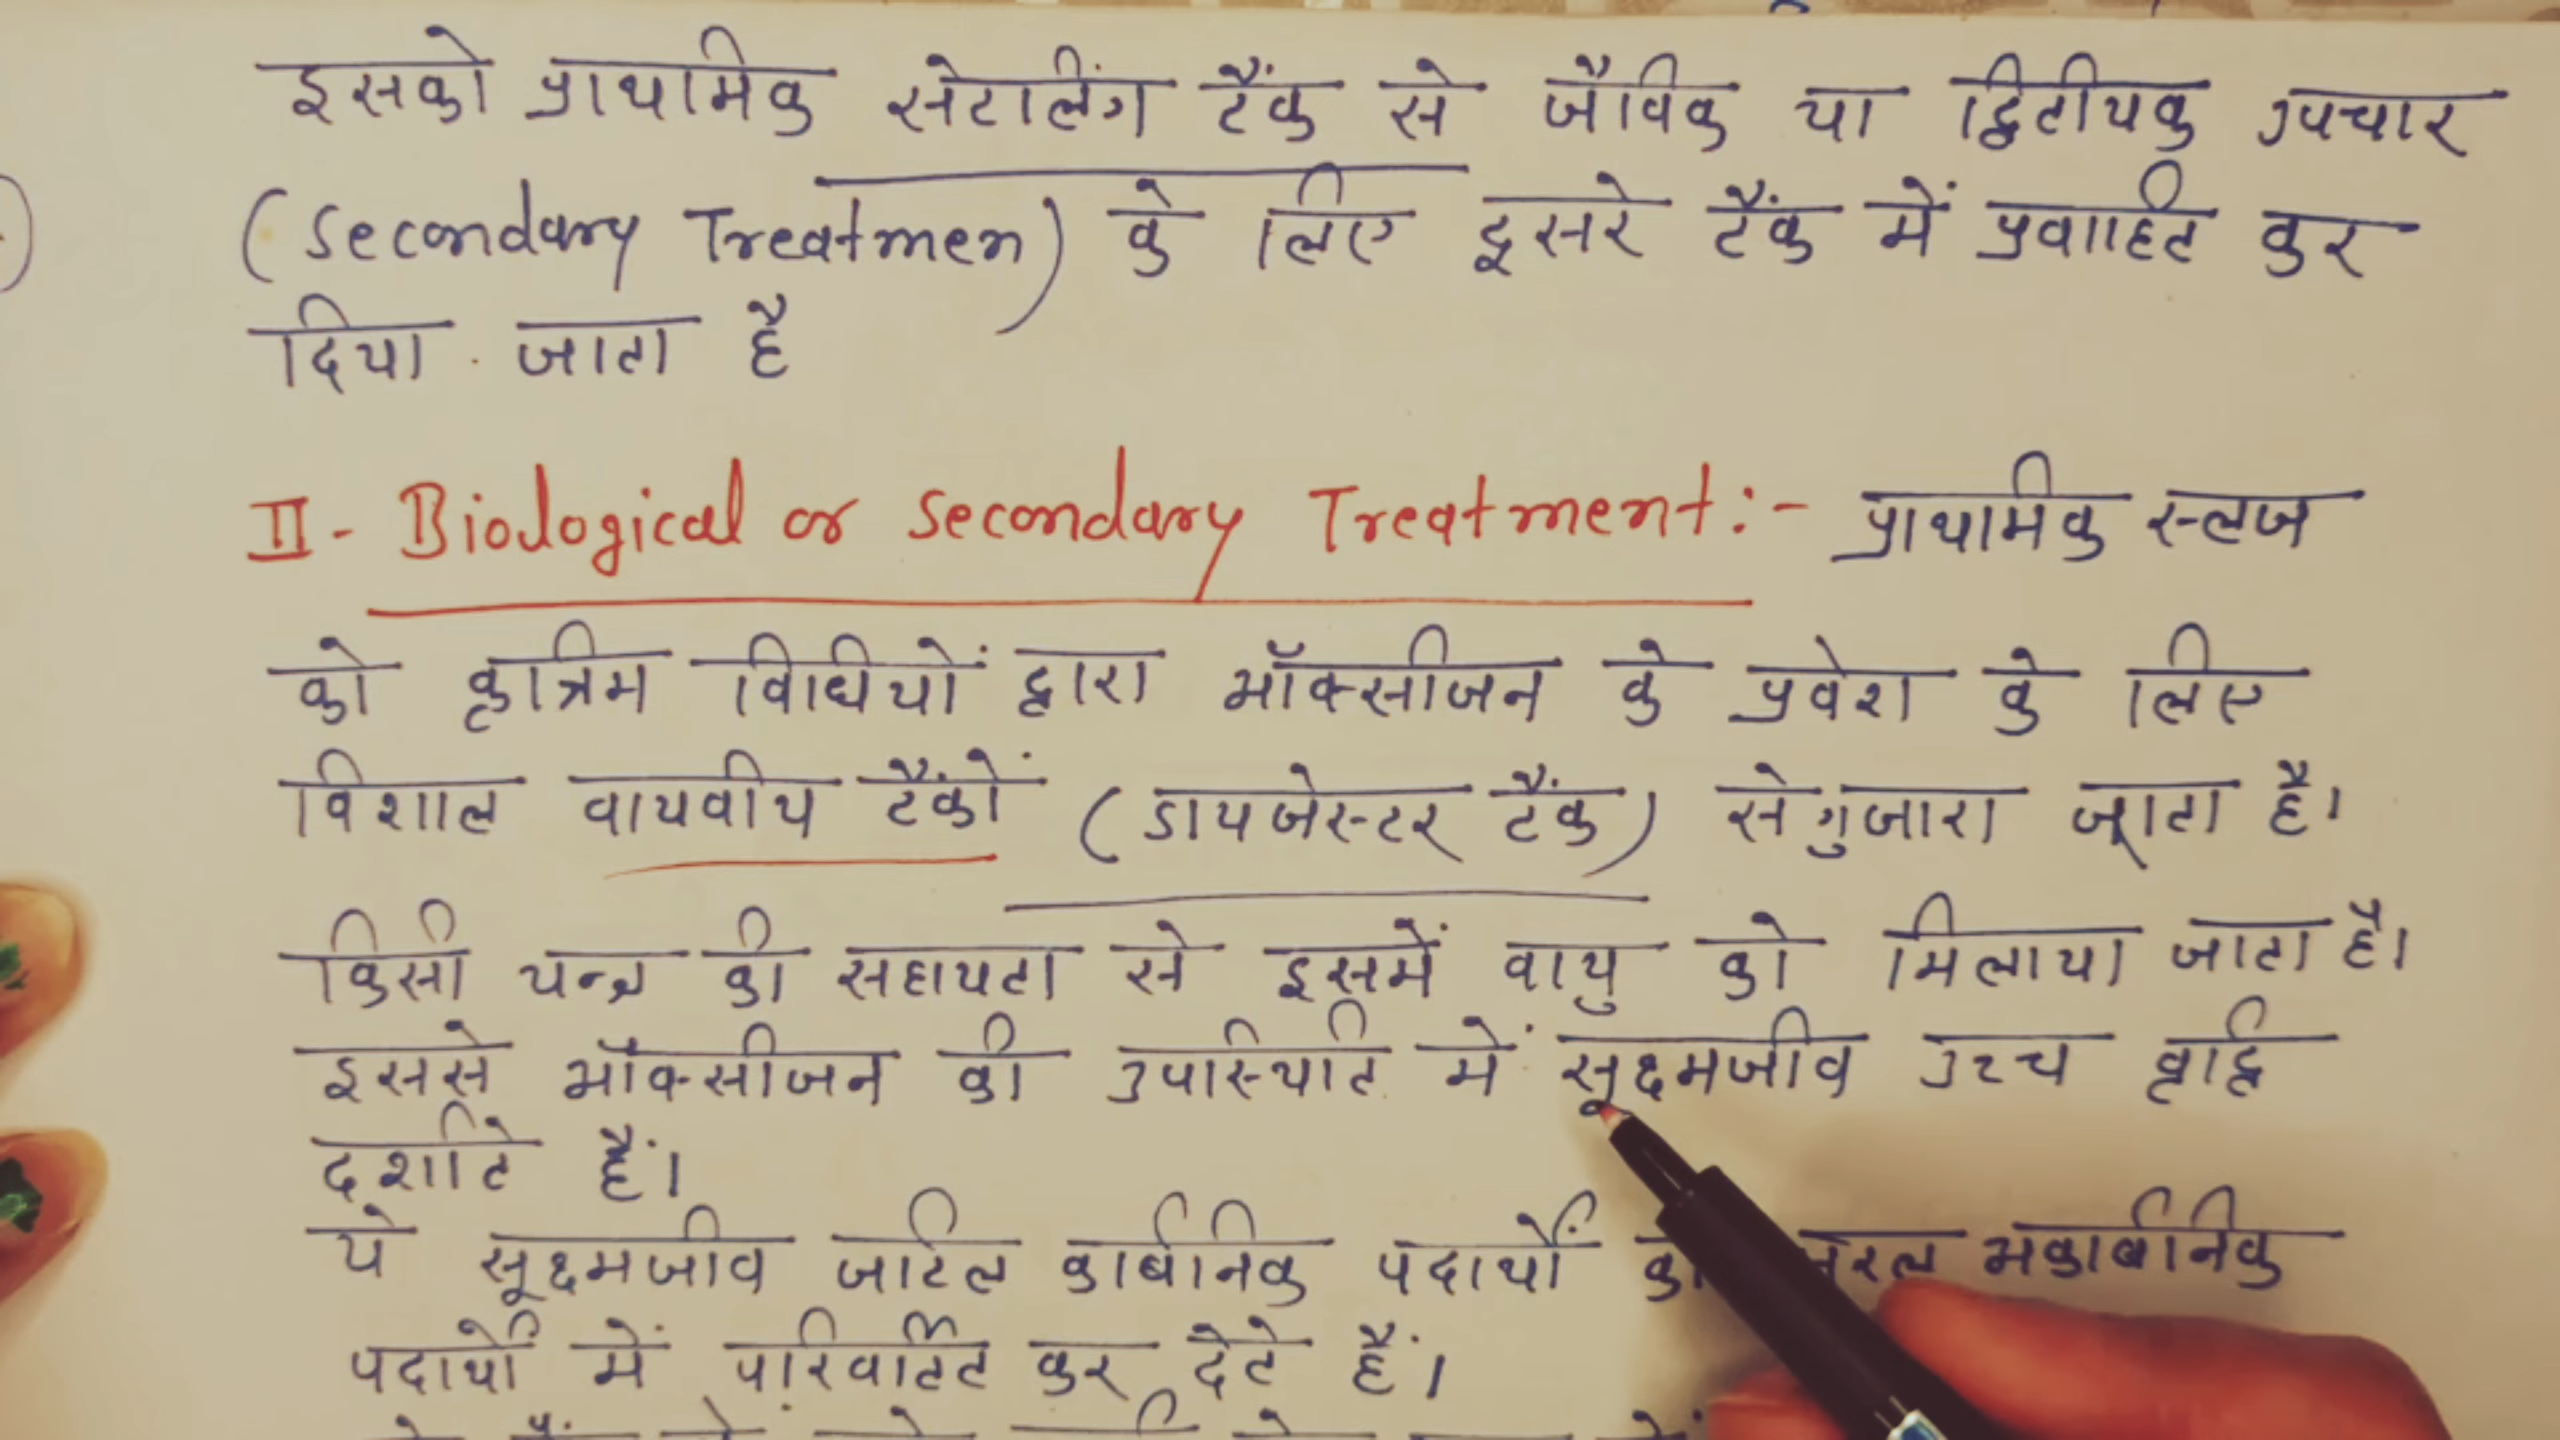 इसको प्राथमिक सेटलिंग टैंक से जैविक या द्वितीयक उपचार
(Secondary Treatmen) के लिए दूसरे टैंक में प्रवाहित कर
दिया जाता है
II - Biological or Secondary Treatment:- प्राथमिक स्लज
को कृत्रिम विधियों द्वारा ऑक्सीजन के प्रवेश के लिए
विशाल वायवीय टैंकों (डायजेस्टर टैंक) से गुजारा जाता है।
किसी यन्त्र की सहायता से इसमें वायु को मिलाया जाता है।
इससे ऑक्सीजन की उपस्थिति में सूक्ष्मजीव उच्च वृद्धि
दर्शाते हैं।
ये सूक्ष्मजीव जटिल कार्बनिक पदार्थों को सरल अकार्बनिक
पदार्थों में परिवर्तित कर देते हैं।